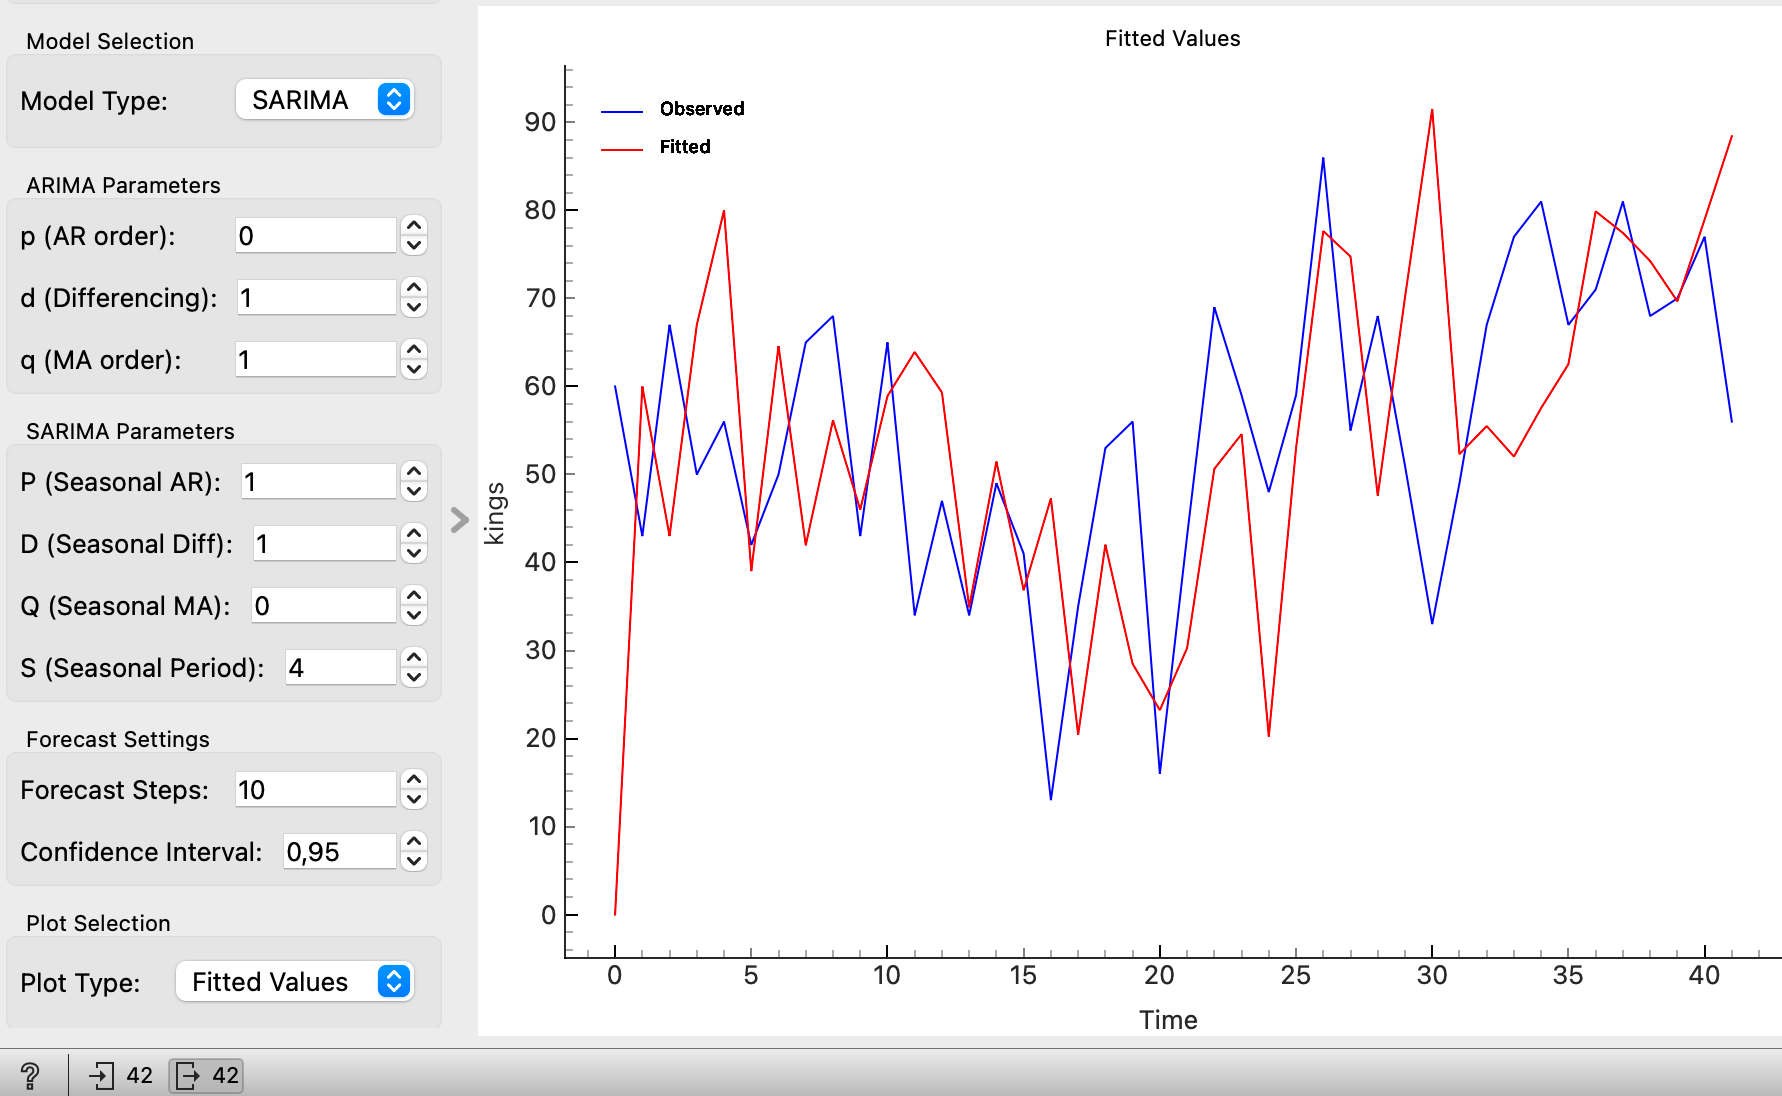 Model Selection
Model Type: SARIMA
ARIMA Parameters
p (AR order): 0
d (Differencing): 1
q (MA order): 1
SARIMA Parameters
P (Seasonal AR): 1
D (Seasonal Diff): 1
Q (Seasonal MA): 0
S (Seasonal Period): 4
Forecast Settings
Forecast Steps: 10
Confidence Interval: 0,95
Plot Selection
Plot Type: Fitted Values
? 42 42
Fitted Values
Observed
Fitted
90
80
70
60
50
40
30
20
10
0
kings
0 5 10 15 20 25 30 35 40
Time